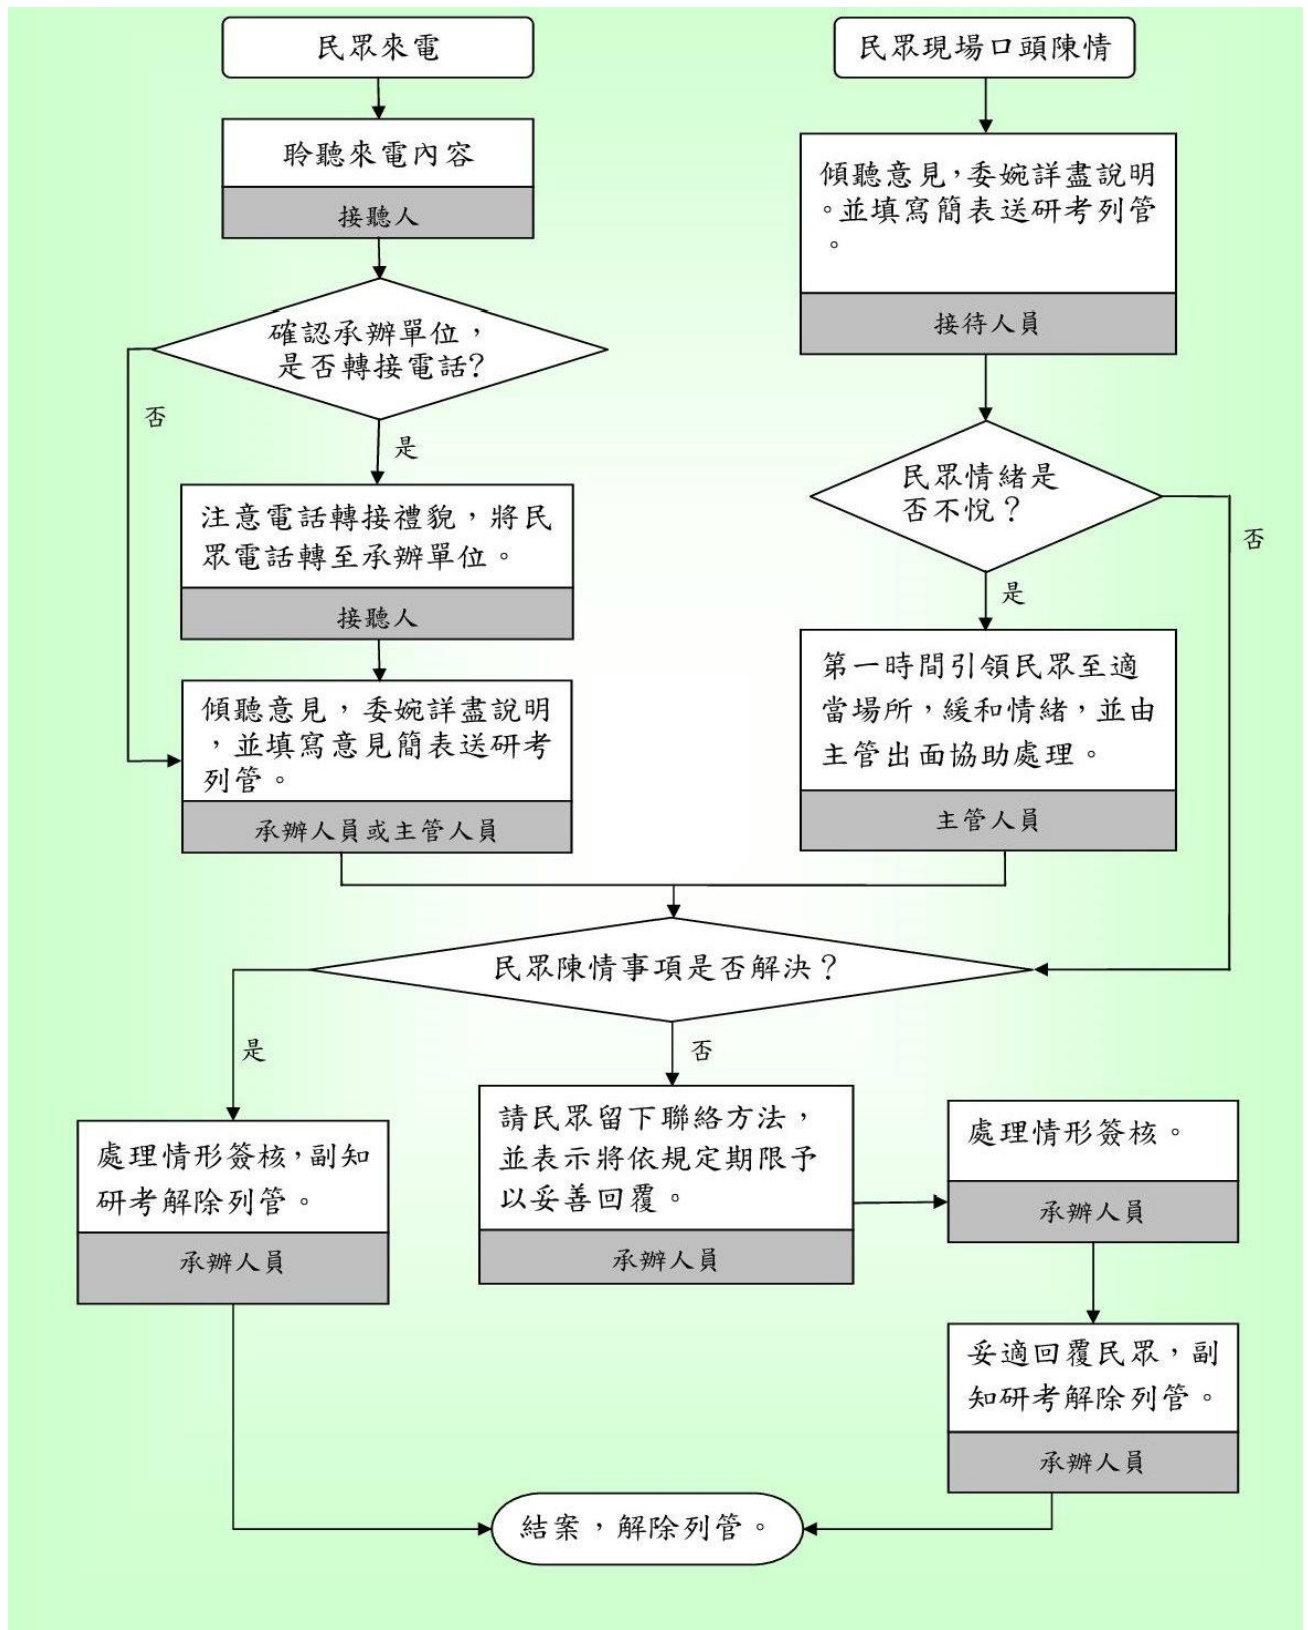 民眾來電
聆聽來電內容
接聽人
確認承辦單位，
是否轉接電話?
否
是
注意電話轉接禮貌，將民
眾電話轉至承辦單位。
接聽人
傾聽意見，委婉詳盡說明
，並填寫意見簡表送研考
列管。
承辦人員或主管人員
民眾現場口頭陳情
傾聽意見，委婉詳盡說明
。並填寫簡表送研考列管
。
接待人員
民眾情緒是
否不悅？
否
是
第一時間引領民眾至適
當場所，緩和情緒，並由
主管出面協助處理。
主管人員
民眾陳情事項是否解決？
是
否
處理情形簽核，副知
研考解除列管。
承辦人員
請民眾留下聯絡方法，
並表示將依規定期限予
以妥善回覆。
承辦人員
處理情形簽核。
承辦人員
妥適回覆民眾，副
知研考解除列管。
承辦人員
結案，解除列管。